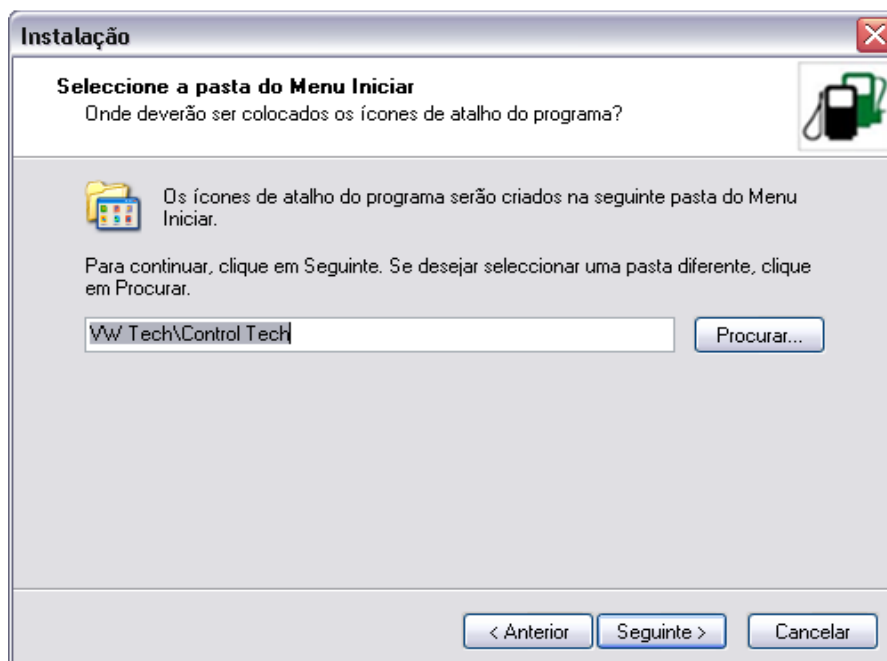 Instalação
Seleccione a pasta do Menu Iniciar
Onde deverão ser colocados os ícones de atalho do programa?
Os ícones de atalho do programa serão criados na seguinte pasta do Menu
Iniciar.
Para continuar, clique em Seguinte. Se desejar seleccionar uma pasta diferente, clique
em Procurar.
VW Tech\Control Tech
Procurar...
< Anterior
Seguinte >
Cancelar